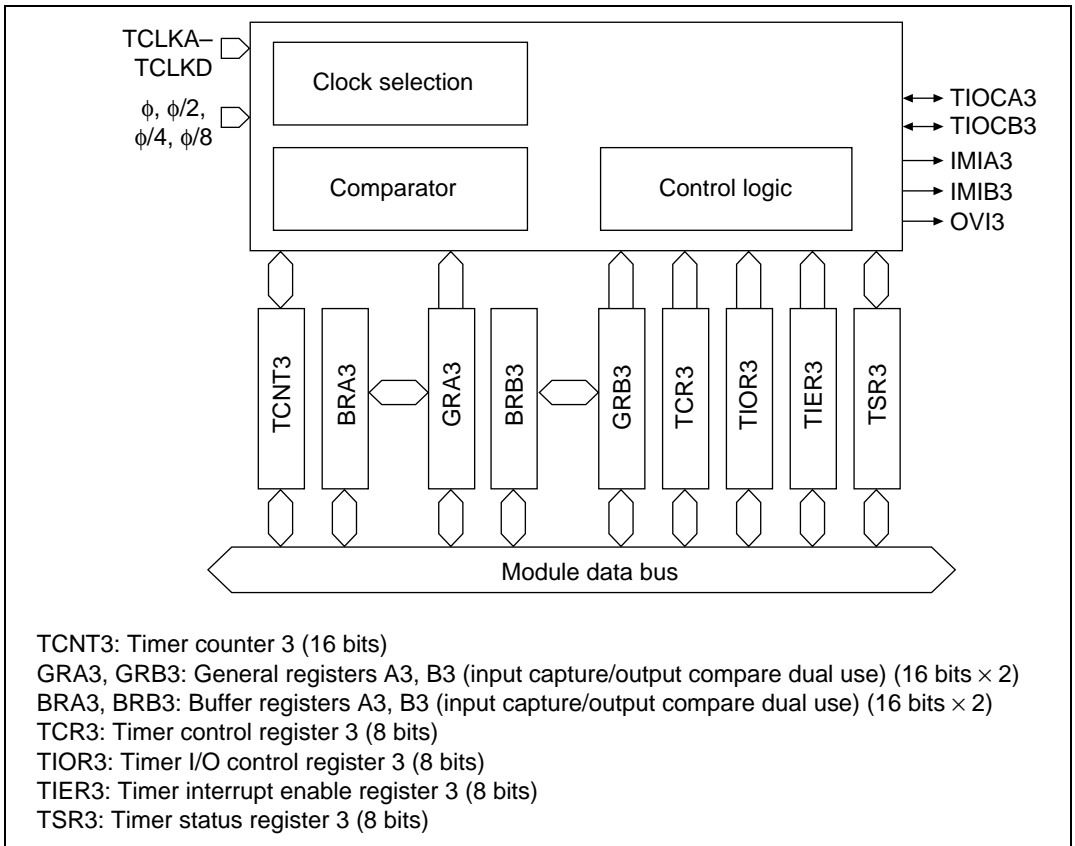 TCLKA–
TCLKD
ϕ, ϕ/2,
ϕ/4, ϕ/8
Clock selection
Comparator
Control logic
TIOCA3
TIOCB3
IMIA3
IMIB3
OVI3
TCNT3
BRA3
GRA3
BRB3
GRB3
TCR3
TIOR3
TIER3
TSR3
Module data bus
TCNT3: Timer counter 3 (16 bits)
GRA3, GRB3: General registers A3, B3 (input capture/output compare dual use) (16 bits × 2)
BRA3, BRB3: Buffer registers A3, B3 (input capture/output compare dual use) (16 bits × 2)
TCR3: Timer control register 3 (8 bits)
TIOR3: Timer I/O control register 3 (8 bits)
TIER3: Timer interrupt enable register 3 (8 bits)
TSR3: Timer status register 3 (8 bits)